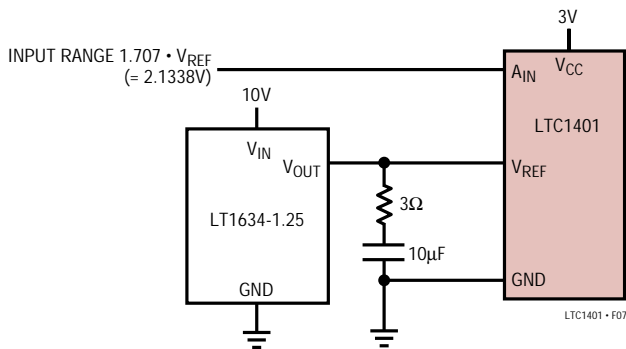 3V
INPUT RANGE 1.707 • VREF
(= 2.1338V)
AIN
VCC
10V
LTC1401
VIN
VOUT
VREF
3Ω
LT1634-1.25
10µF
GND
GND
LTC1401 • F07